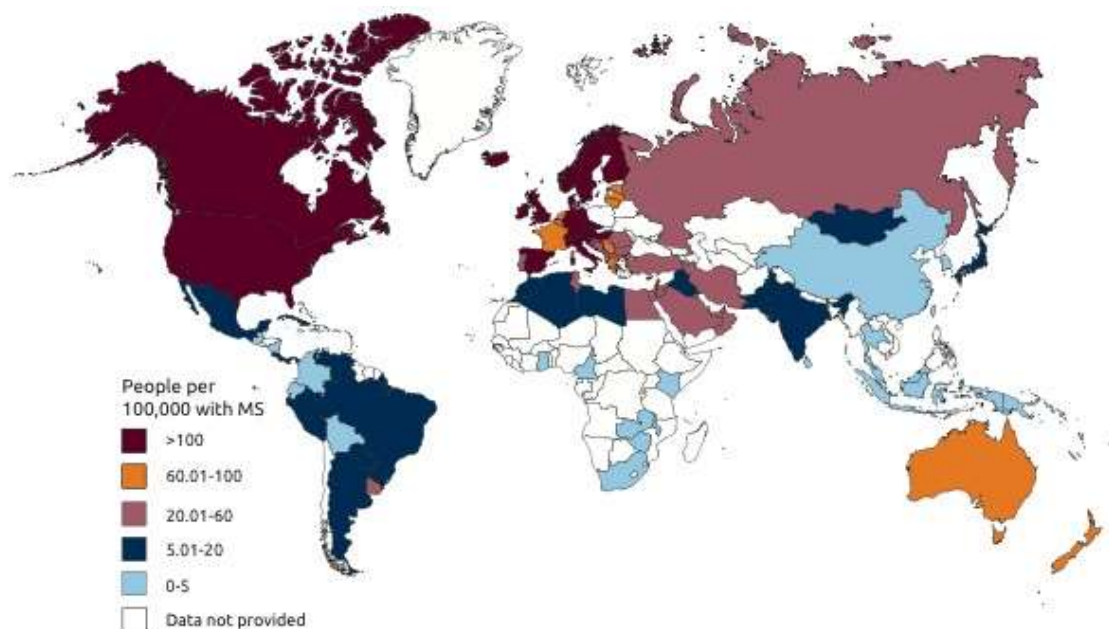 People per
100,000 with MS
>100
60.01-100
20.01-60
5.01-20
0-5
Data not provided